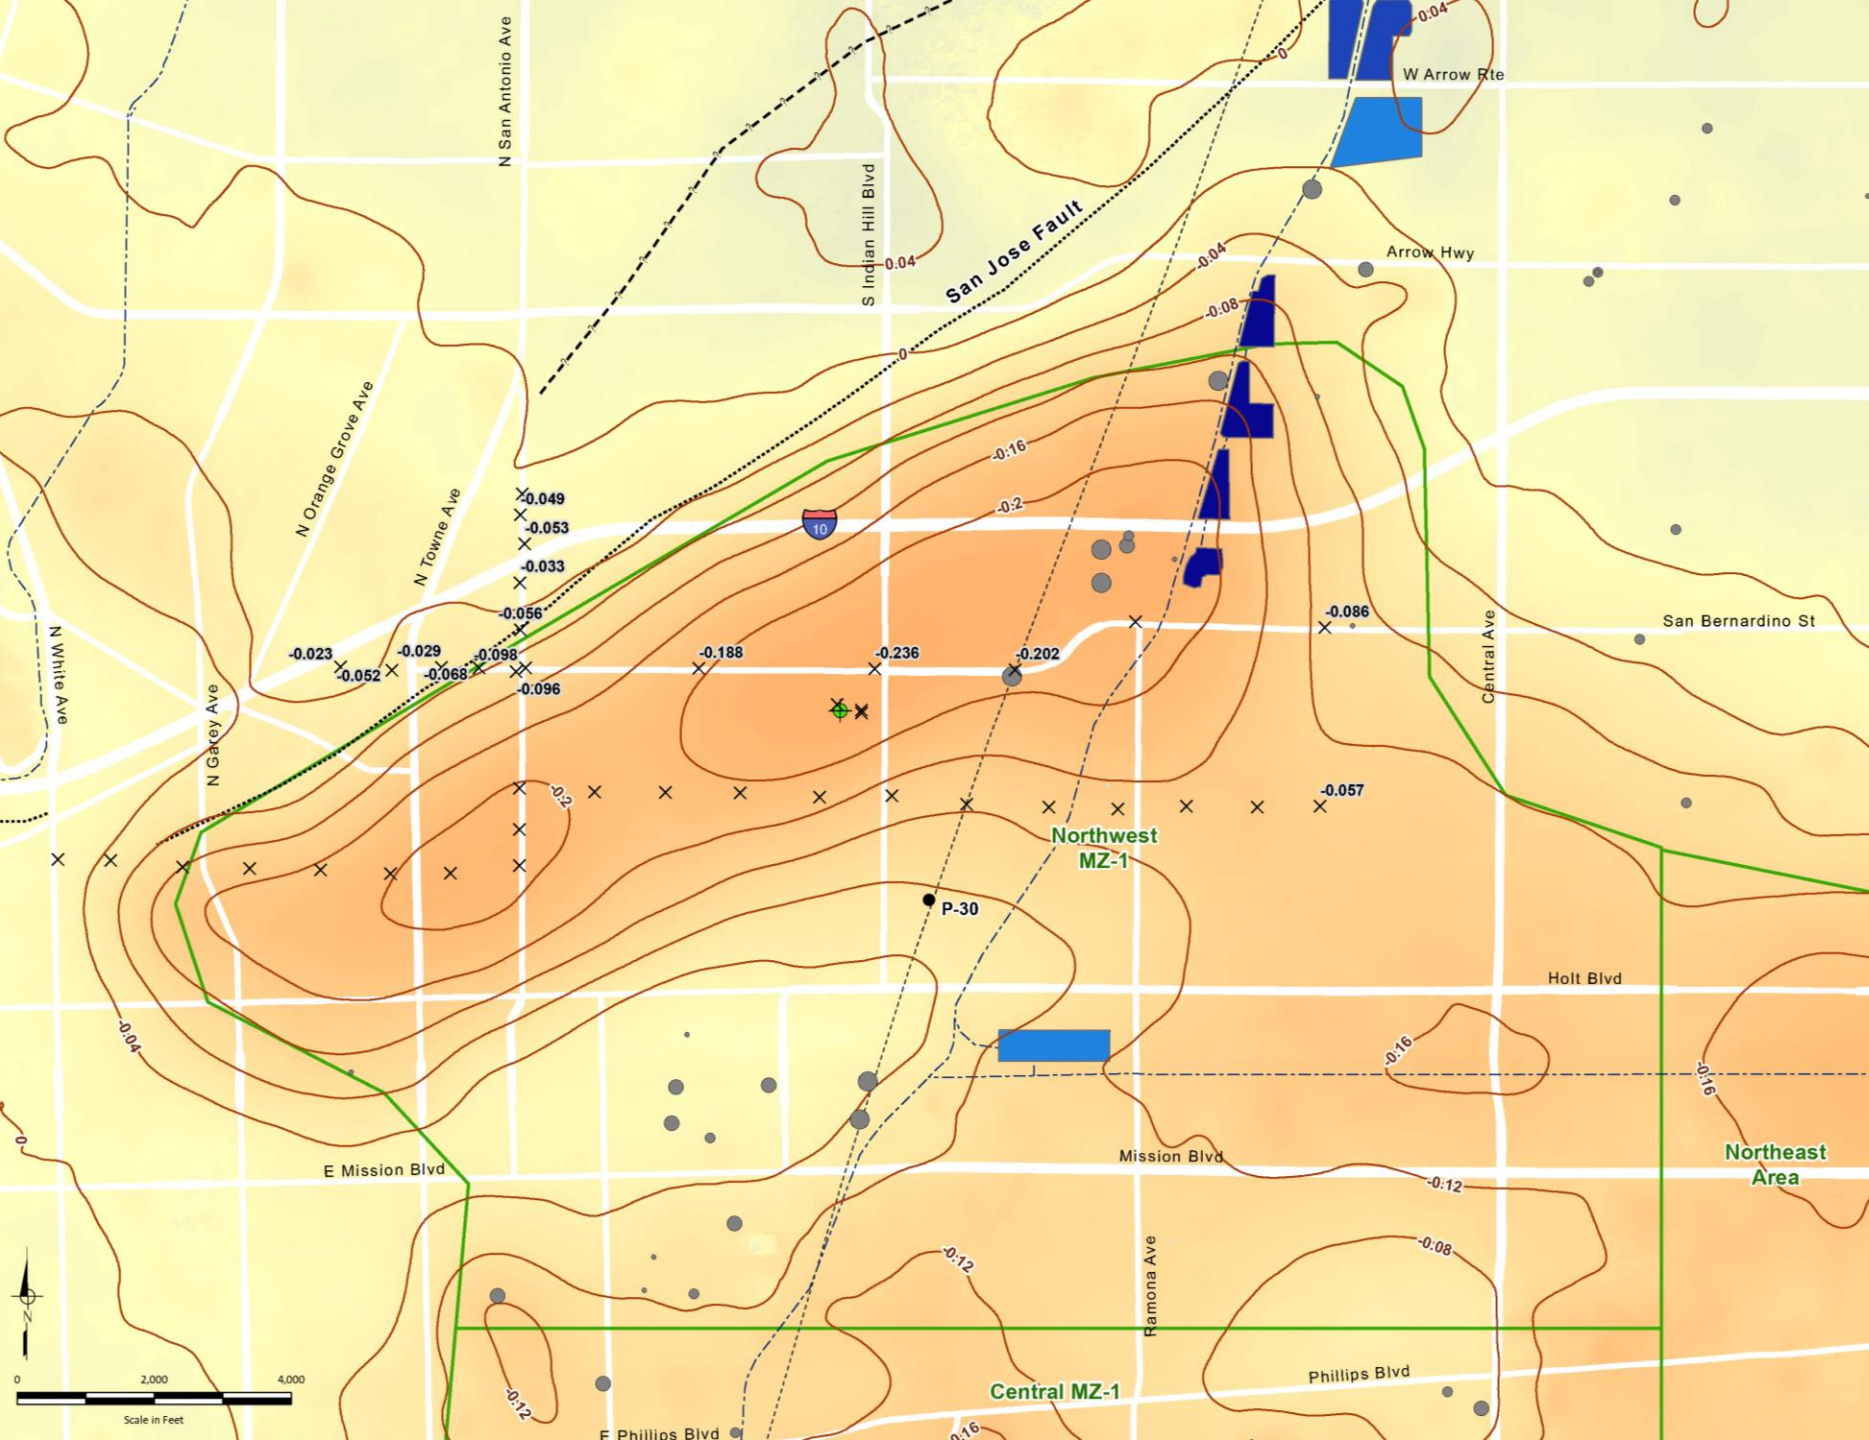 0.04
W Arrow Rte
0
N San Antonio Ave
S Indian Hill Blvd
San Jose Fault
Arrow Hwy
-0.04
0.04
-0.08
0
N Orange Grove Ave
N Towne Ave
-0.16
-0.2
10
-0.049
-0.053
-0.033
-0.056
-0.086
San Bernardino St
N White Ave
N Garey Ave
Central Ave
-0.023
-0.029
-0.098
-0.188
-0.236
-0.202
-0.052
-0.068
-0.096
-0.2
-0.057
Northwest
MZ-1
P-30
Holt Blvd
-0.04
-0.16
-0.16
0
E Mission Blvd
Mission Blvd
-0.12
Northeast
Area
-0.12
-0.08
Ramona Ave
N
0
2,000
4,000
Scale in Feet
-0.12
Central MZ-1
Phillips Blvd
E Phillips Blvd
-0.16